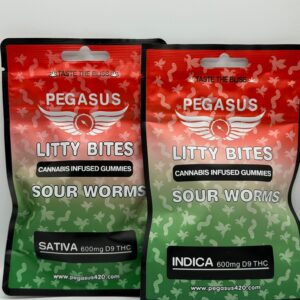 TASTE THE BLISS
PEGASUS
LITTY BITES
CANNABIS INFUSED GUMMIES
SOUR WORMS
SATIVA 600mg D9 THC
www.pegasus420.com
TASTE THE BLISS
PEGASUS
LITTY BITES
CANNABIS INFUSED GUMMIES
SOUR WORMS
INDICA 600mg D9 THC
www.pegasus420.com